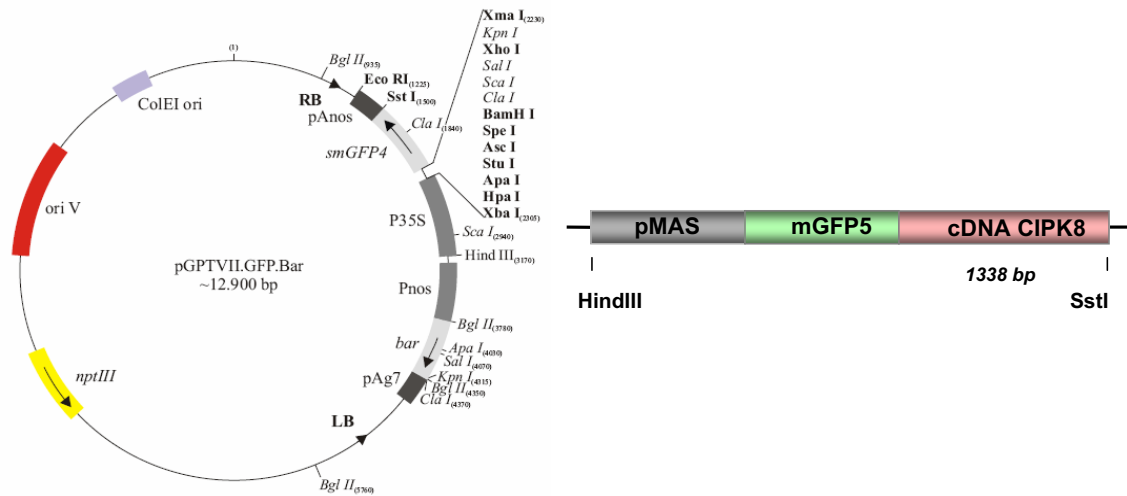 (1)
Bgl II(935)
Eco RI(1225)
RB
Sst I(1500)
pAnos
Cla I(1840)
smGFP4
Xma I(2230)
Kpn I
Xho I
Sal I
Sca I
Cla I
BamH I
Spe I
Asc I
Stu I
Apa I
Hpa I
Xba I(2305)
P35S
Sca I(2940)
Hind III(3170)
Pnos
Bgl II(3780)
bar
Apa I(4030)
Sal I(4070)
Kpn I(4315)
pAg7
Bgl II(4350)
Cla I(4370)
LB
Bgl II(5760)
nptIII
ori V
ColEI ori
pGPTVII.GFP.Bar
~12.900 bp
pMAS
mGFP5
cDNA CIPK8
1338 bp
HindIII
SstI